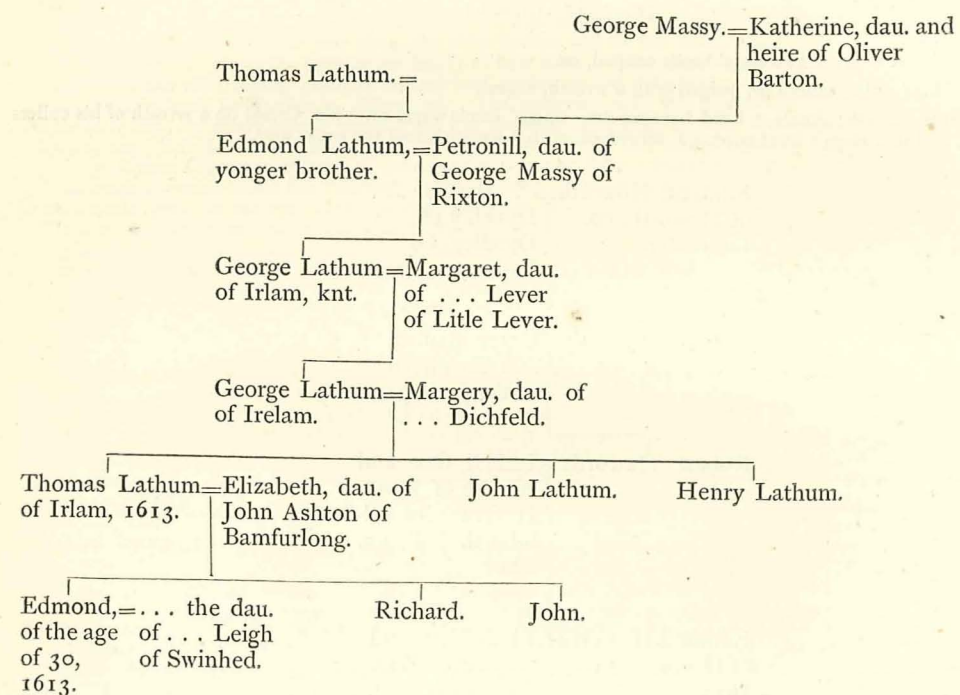 George Massy.=Katherine, dau. and
heire of Oliver
Barton.
Thomas Lathum.=
Edmond Lathum,=Petronill, dau. of
yonger brother. George Massy of
Rixton.
George Lathum=Margaret, dau.
of Irlam, knt. of . . . Lever
of Litle Lever.
George Lathum=Margery, dau. of
of Irelam. . . . Dichfeld.
Thomas Lathum=Elizabeth, dau. of John Lathum. Henry Lathum.
of Irlam, 1613. John Ashton of
Bamfurlong.
Edmond,=. . . the dau. Richard. John.
of the age of . . . Leigh
of 30, of Swinhed.
1613.